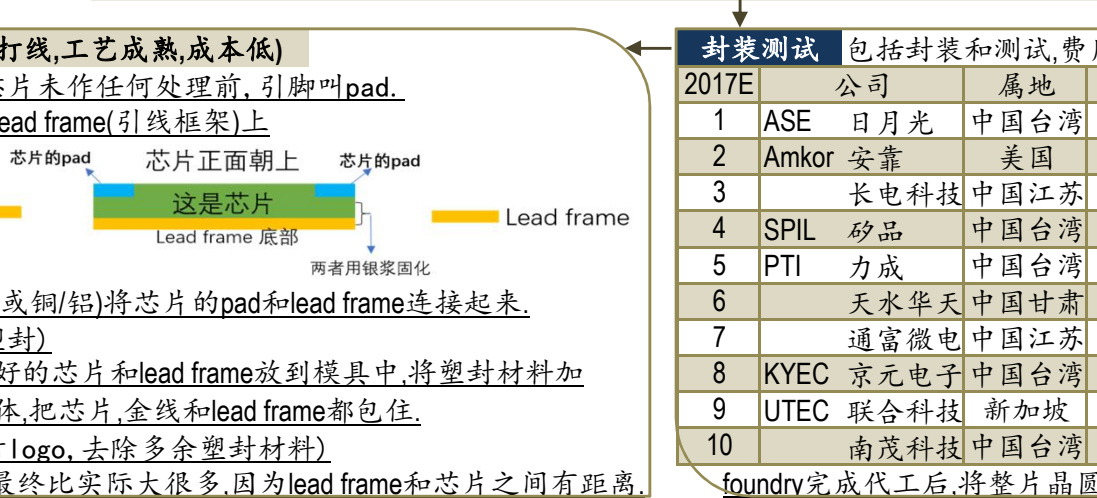 打线,工艺成熟,成本低)
片未作任何处理前,引脚叫pad.
ead frame(引线框架)上
芯片的pad 芯片正面朝上 芯片的pad
这是芯片
Lead frame
Lead frame 底部
两者用银浆固化
或铜/铝)将芯片的pad和lead frame连接起来.
封)
好的芯片和lead frame放到模具中,将塑封材料加
体,把芯片,金线和lead frame都包住.
logo,去除多余塑封材料)
最终比实际大很多,因为lead frame和芯片之间有距离.
封装测试 包括封装和测试,费
2017E 公司 属地
1 ASE 日月光 中国台湾
2 Amkor 安靠 美国
3 长电科技 中国江苏
4 SPIL 矽品 中国台湾
5 PTI 力成 中国台湾
6 天水华天 中国甘肃
7 通富微电 中国江苏
8 KYEC 京元电子 中国台湾
9 UTEC 联合科技 新加坡
10 南茂科技 中国台湾
foundry完成代工后,将整片晶圆